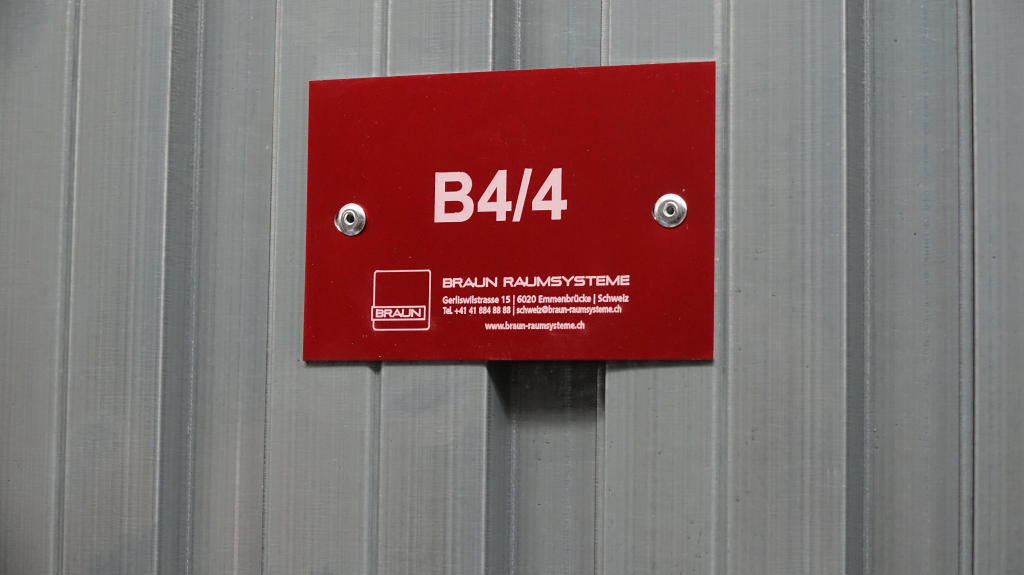 B4/4
BRAUN RAUMSYSTEME
Gerliswilstrasse 15 | 6020 Emmenbrücke | Schweiz
Tel. +41 41 884 88 88 | schweiz@braun-raumsysteme.ch
www.braun-raumsysteme.ch
BRAUN